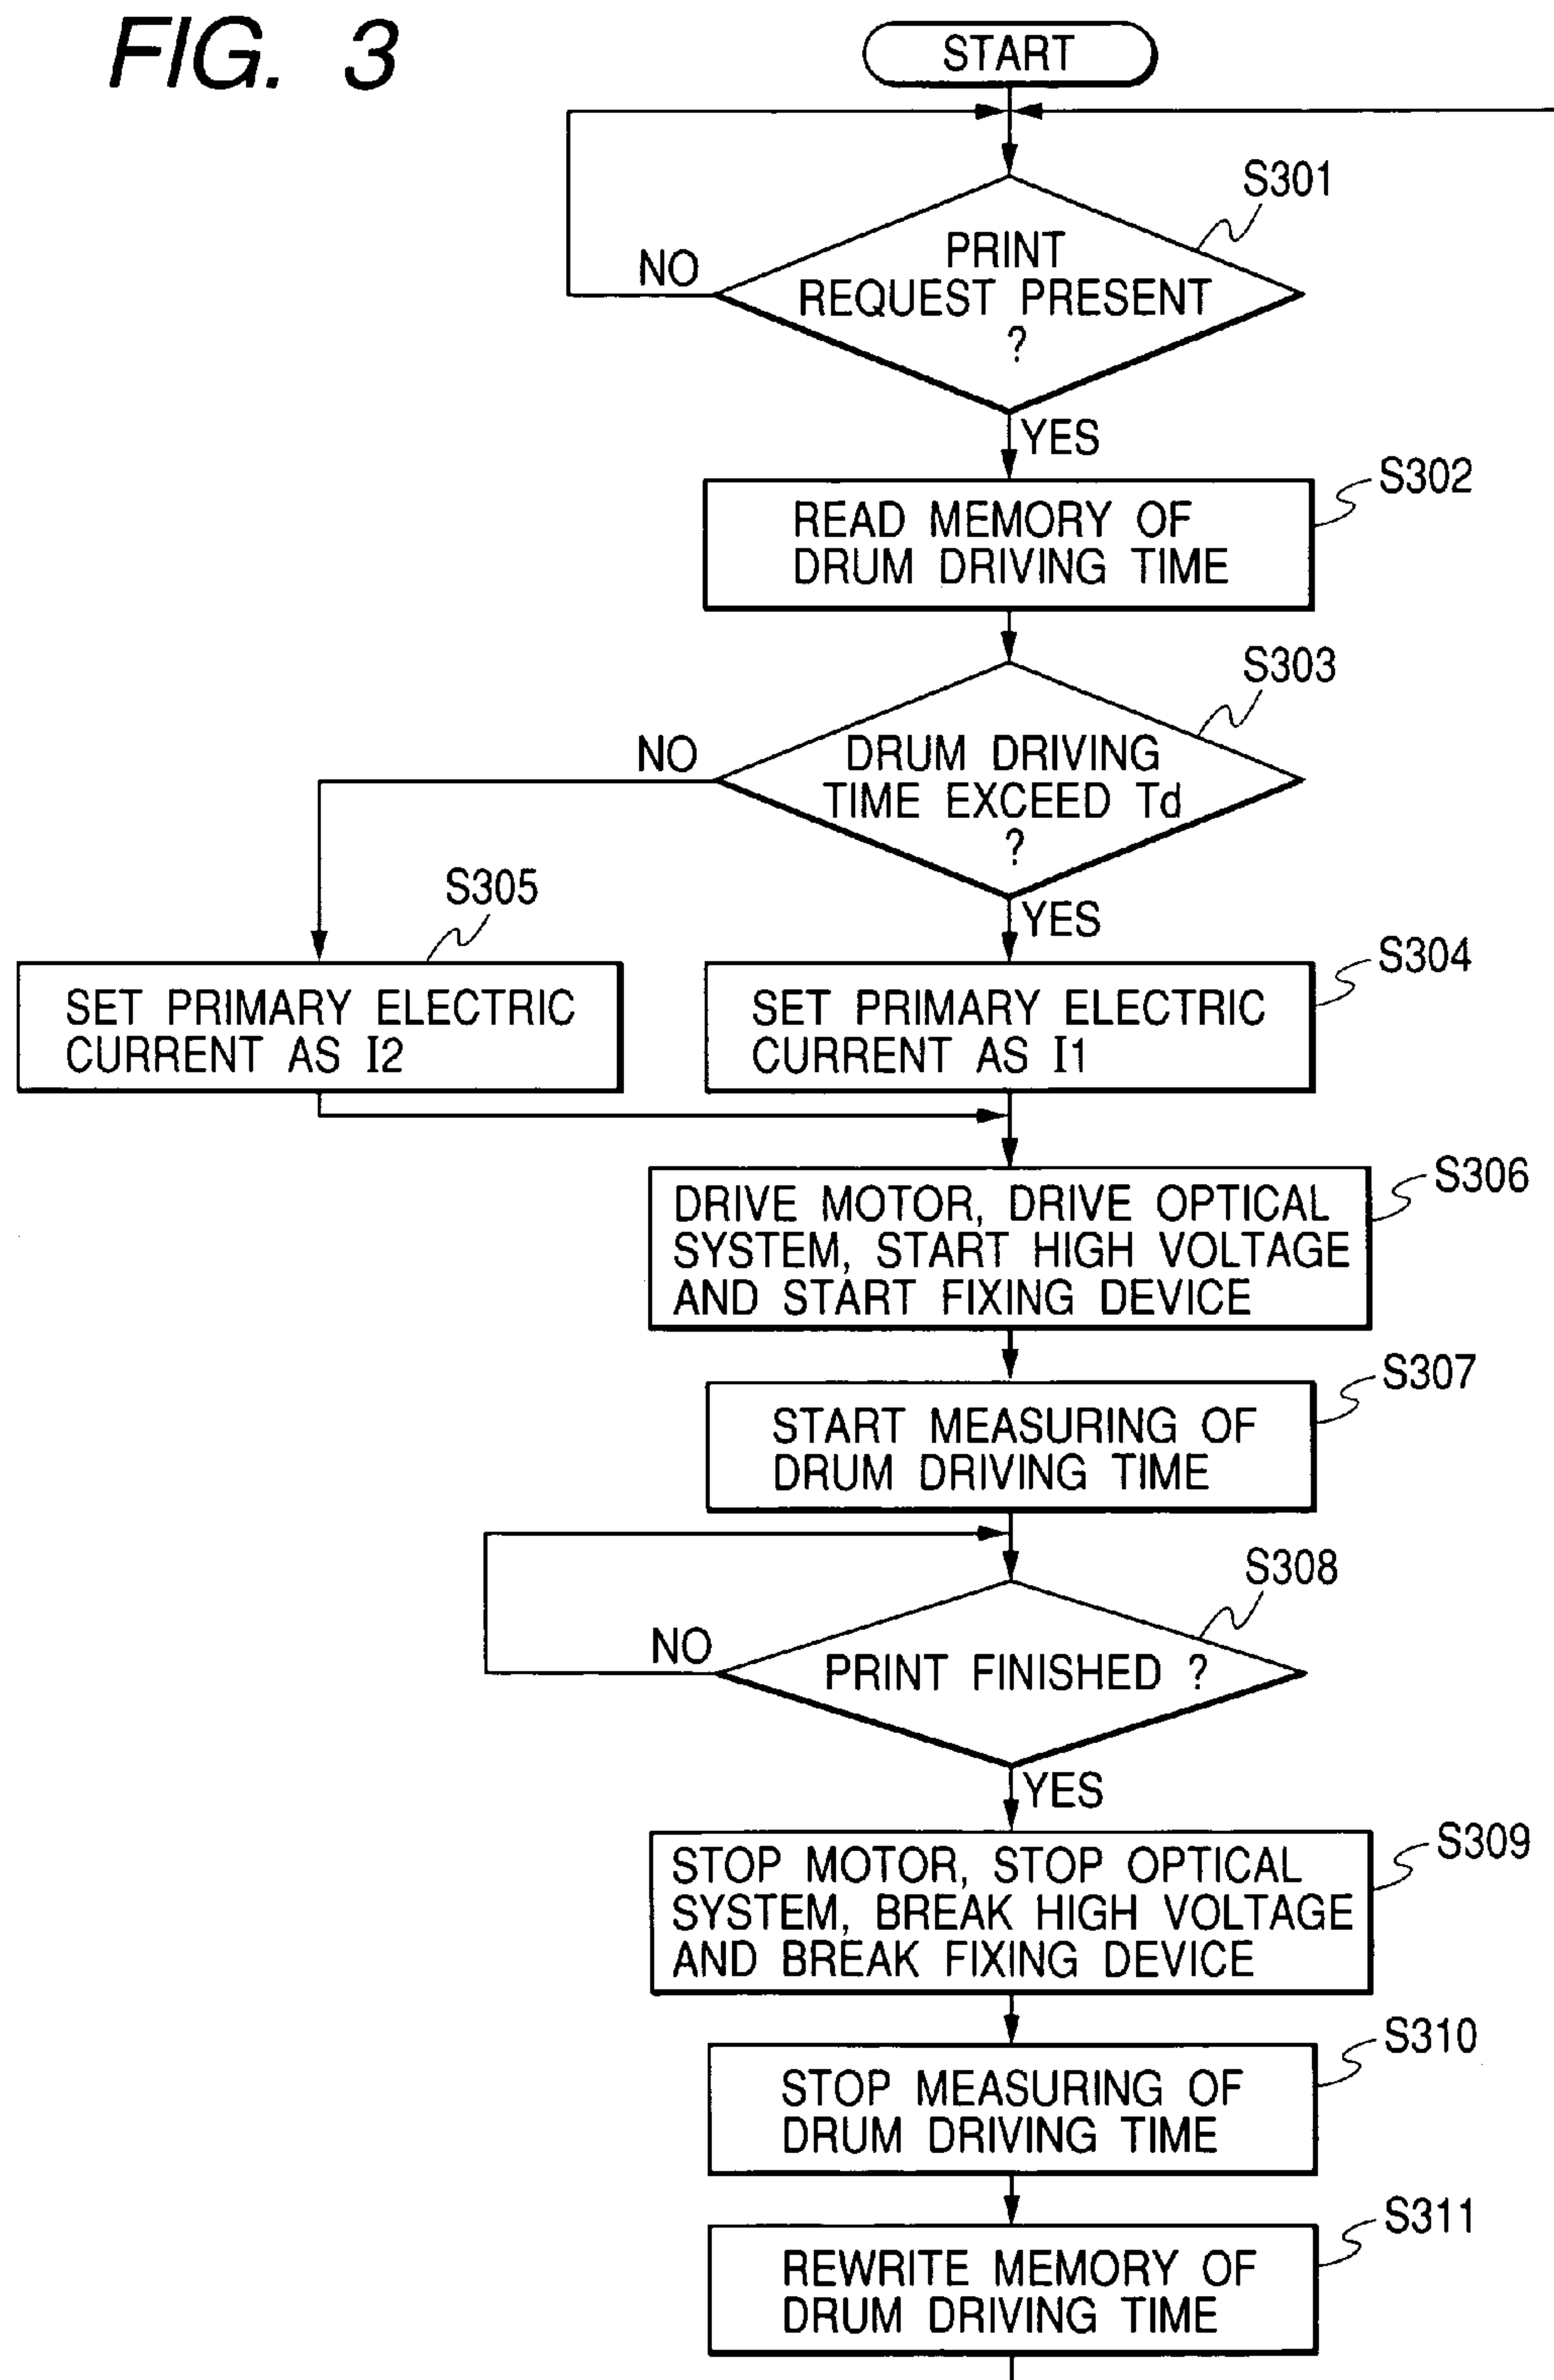 FIG. 3
START
S301
NO
PRINT
REQUEST PRESENT
?
YES
S302
READ MEMORY OF
DRUM DRIVING TIME
S303
NO
DRUM DRIVING
TIME EXCEED Td
?
YES
S305
SET PRIMARY ELECTRIC
CURRENT AS I2
S304
SET PRIMARY ELECTRIC
CURRENT AS I1
S306
DRIVE MOTOR, DRIVE OPTICAL
SYSTEM, START HIGH VOLTAGE
AND START FIXING DEVICE
S307
START MEASURING OF
DRUM DRIVING TIME
S308
NO
PRINT FINISHED ?
YES
S309
STOP MOTOR, STOP OPTICAL
SYSTEM, BREAK HIGH VOLTAGE
AND BREAK FIXING DEVICE
S310
STOP MEASURING OF
DRUM DRIVING TIME
S311
REWRITE MEMORY OF
DRUM DRIVING TIME